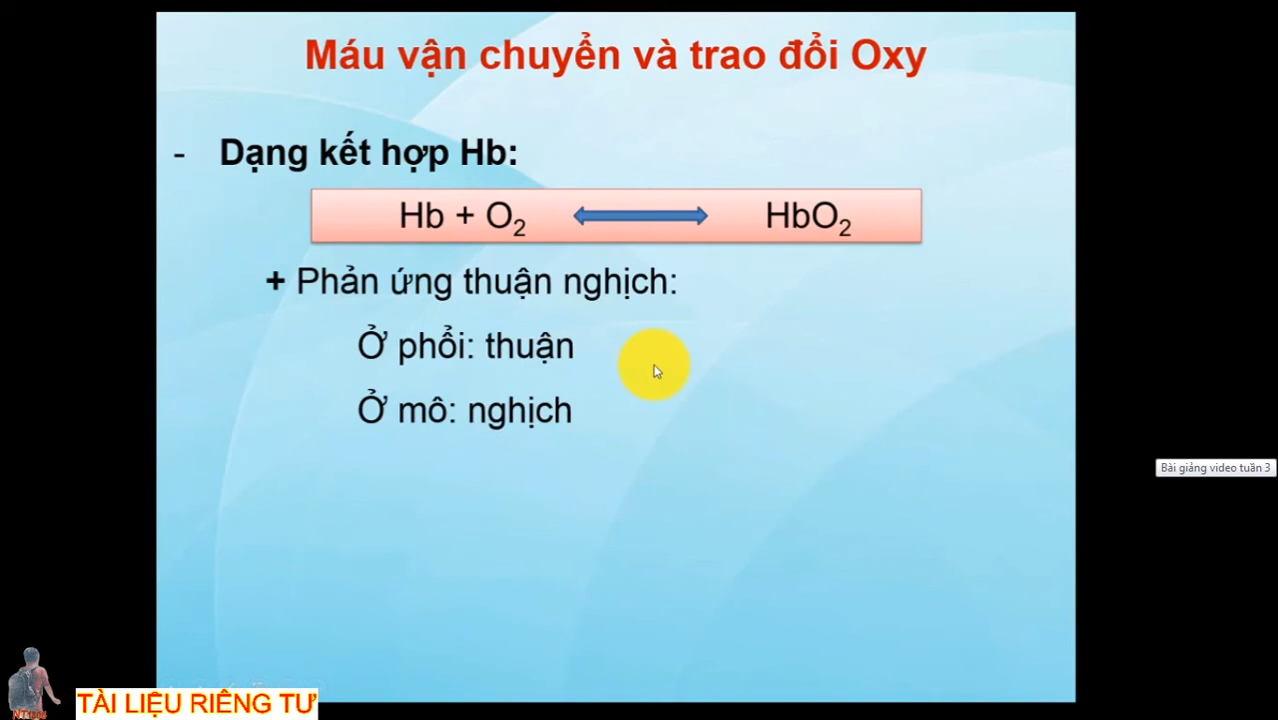 Máu vận chuyển và trao đổi Oxy
- Dạng kết hợp Hb:
Hb + O₂ HbO₂
+ Phản ứng thuận nghịch:
Ở phổi: thuận
Ở mô: nghịch
Bài giảng video tuần 3
TÀI LIỆU RIÊNG TƯ